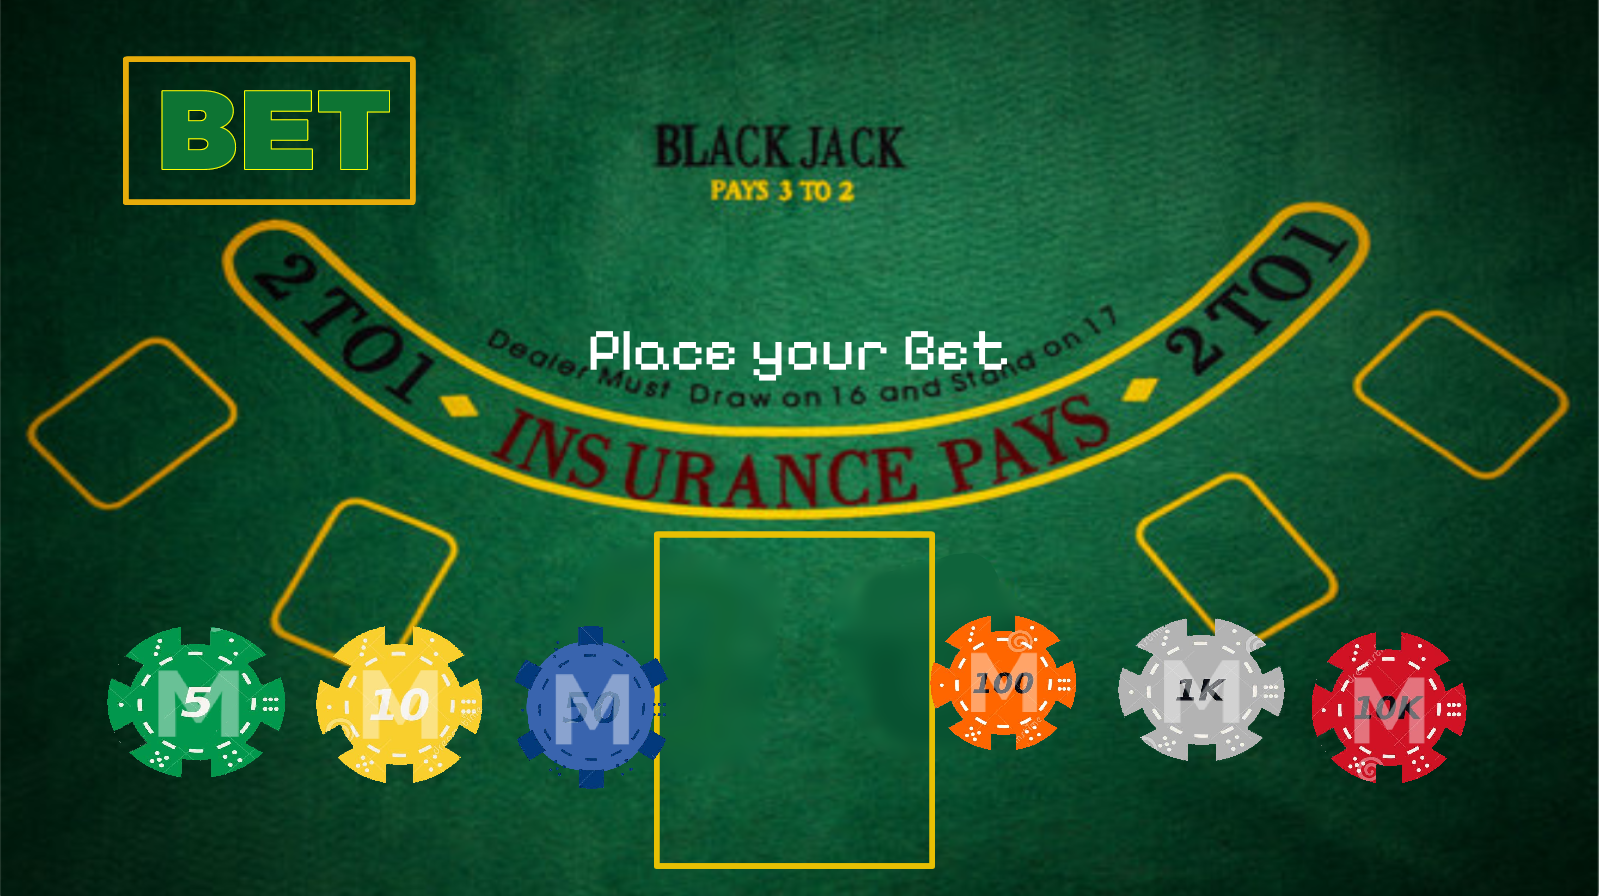 BET
BLACK JACK
PAYS 3 TO 2
2 TO 1
2 TO 1
Place your Bet
Dealer Must Draw on 16 and Stand on 17
INSURANCE PAYS
5
M
10
M
50
M
100
M
1K
M
10K
M